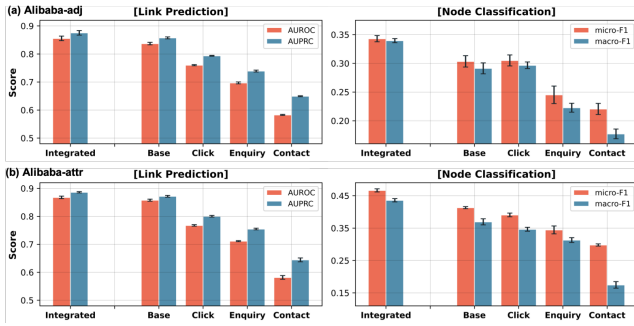 (a) Alibaba-adj
[Link Prediction]
[Node Classification]
0.9
0.8
0.7
0.6
0.5
Score
AUROC
AUPRC
Integrated Base Click Enquiry Contact
0.35
0.30
0.25
0.20
micro-F1
macro-F1
Integrated Base Click Enquiry Contact
(b) Alibaba-attr
[Link Prediction]
[Node Classification]
0.9
0.8
0.7
0.6
0.5
Score
AUROC
AUPRC
Integrated Base Click Enquiry Contact
0.45
0.35
0.25
0.15
micro-F1
macro-F1
Integrated Base Click Enquiry Contact